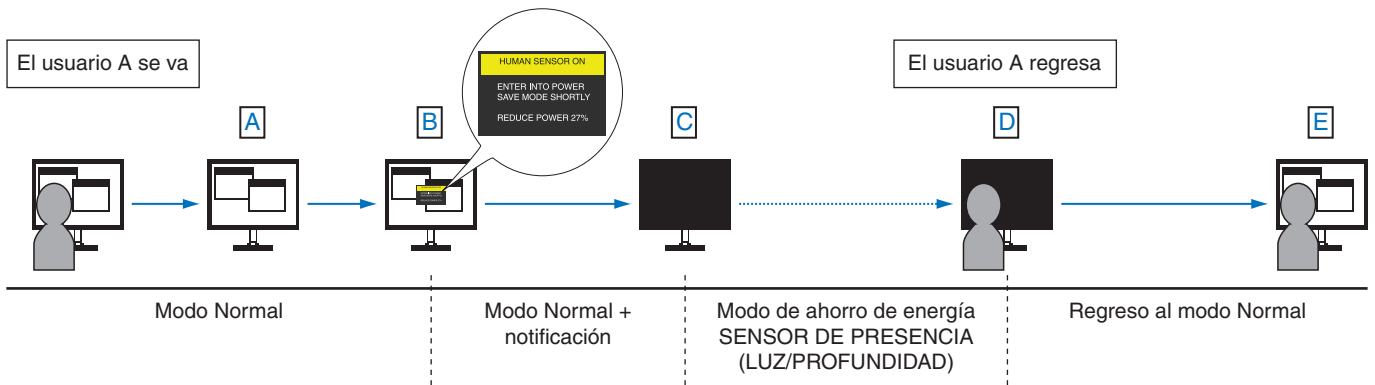 El usuario A se va
HUMAN SENSOR ON
ENTER INTO POWER
SAVE MODE SHORTLY
REDUCE POWER 27%
El usuario A regresa
A
B
C
D
E
Modo Normal
Modo Normal +
notificación
Modo de ahorro de energía
SENSOR DE PRESENCIA
(LUZ/PROFUNDIDAD)
Regreso al modo Normal